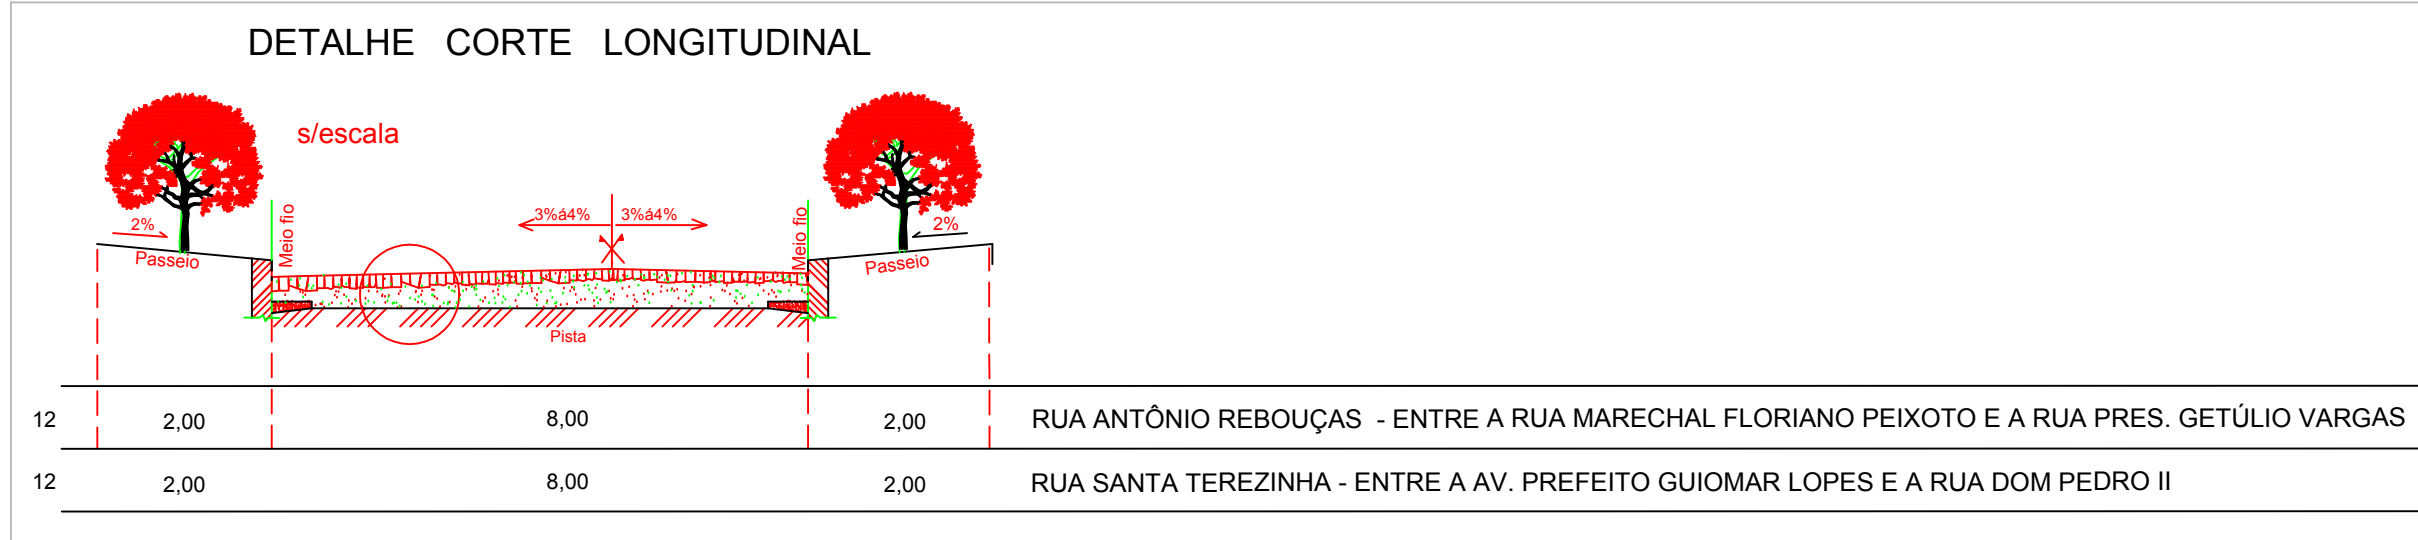 DETALHE CORTE LONGITUDINAL
s/escala
2%
Passeio
Meio fio
3%á4% 3%á4%
Meio fio
2%
Passeio
Pista
12 2,00 8,00 2,00 RUA ANTÔNIO REBOUÇAS - ENTRE A RUA MARECHAL FLORIANO PEIXOTO E A RUA PRES. GETÚLIO VARGAS
12 2,00 8,00 2,00 RUA SANTA TEREZINHA - ENTRE A AV. PREFEITO GUIOMAR LOPES E A RUA DOM PEDRO II